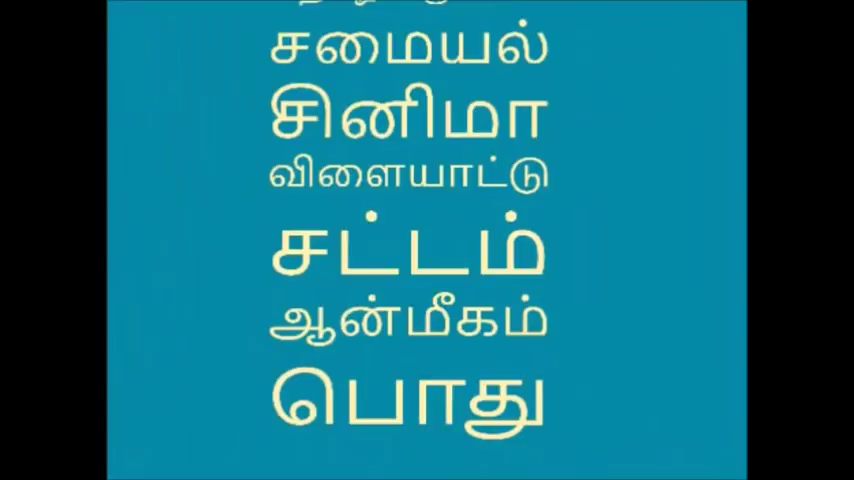 சமையல்
சினிமா
விளையாட்டு
சட்டம்
ஆன்மீகம்
பொது